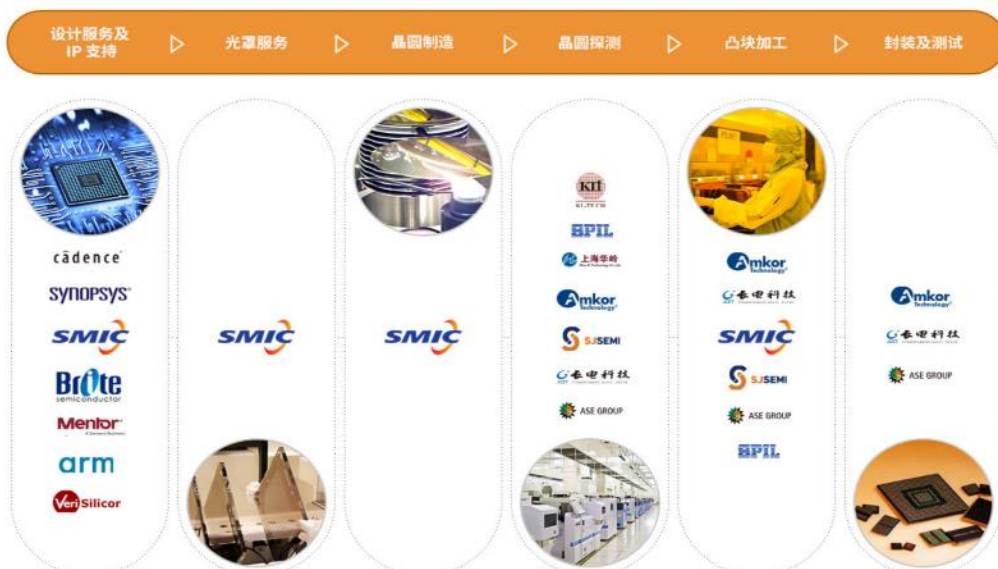 设计服务及
IP 支持
光罩服务
晶圆制造
晶圆探测
凸块加工
封装及测试
cādence
SYNOPSYS
SMIC
Brite
semiconductor
Mentor
A Siemens Business
arm
VeriSilicor
SMIC
SMIC
SPIL
上海华岭
Amkor
Technology
SJSEMI
长电科技
ASE GROUP
Amkor
Technology
长电科技
SMIC
SJSEMI
ASE GROUP
SPIL
Amkor
Technology
长电科技
ASE GROUP